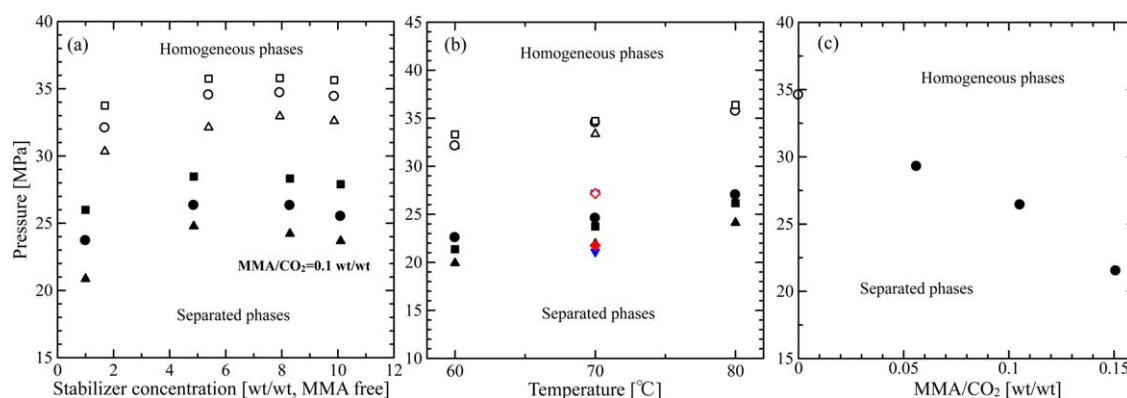 (a)
Homogeneous phases
Pressure [MPa]
40
35
30
25
20
15
MMA/CO₂=0.1 wt/wt
Separated phases
0 2 4 6 8 10 12
Stabilizer concentration [wt/wt, MMA free]
(b)
Homogeneous phases
45
40
35
30
25
20
15
10
Separated phases
60 70 80
Temperature [℃]
(c)
Homogeneous phases
40
35
30
25
20
15
Separated phases
0 0.05 0.1 0.15
MMA/CO₂ [wt/wt]